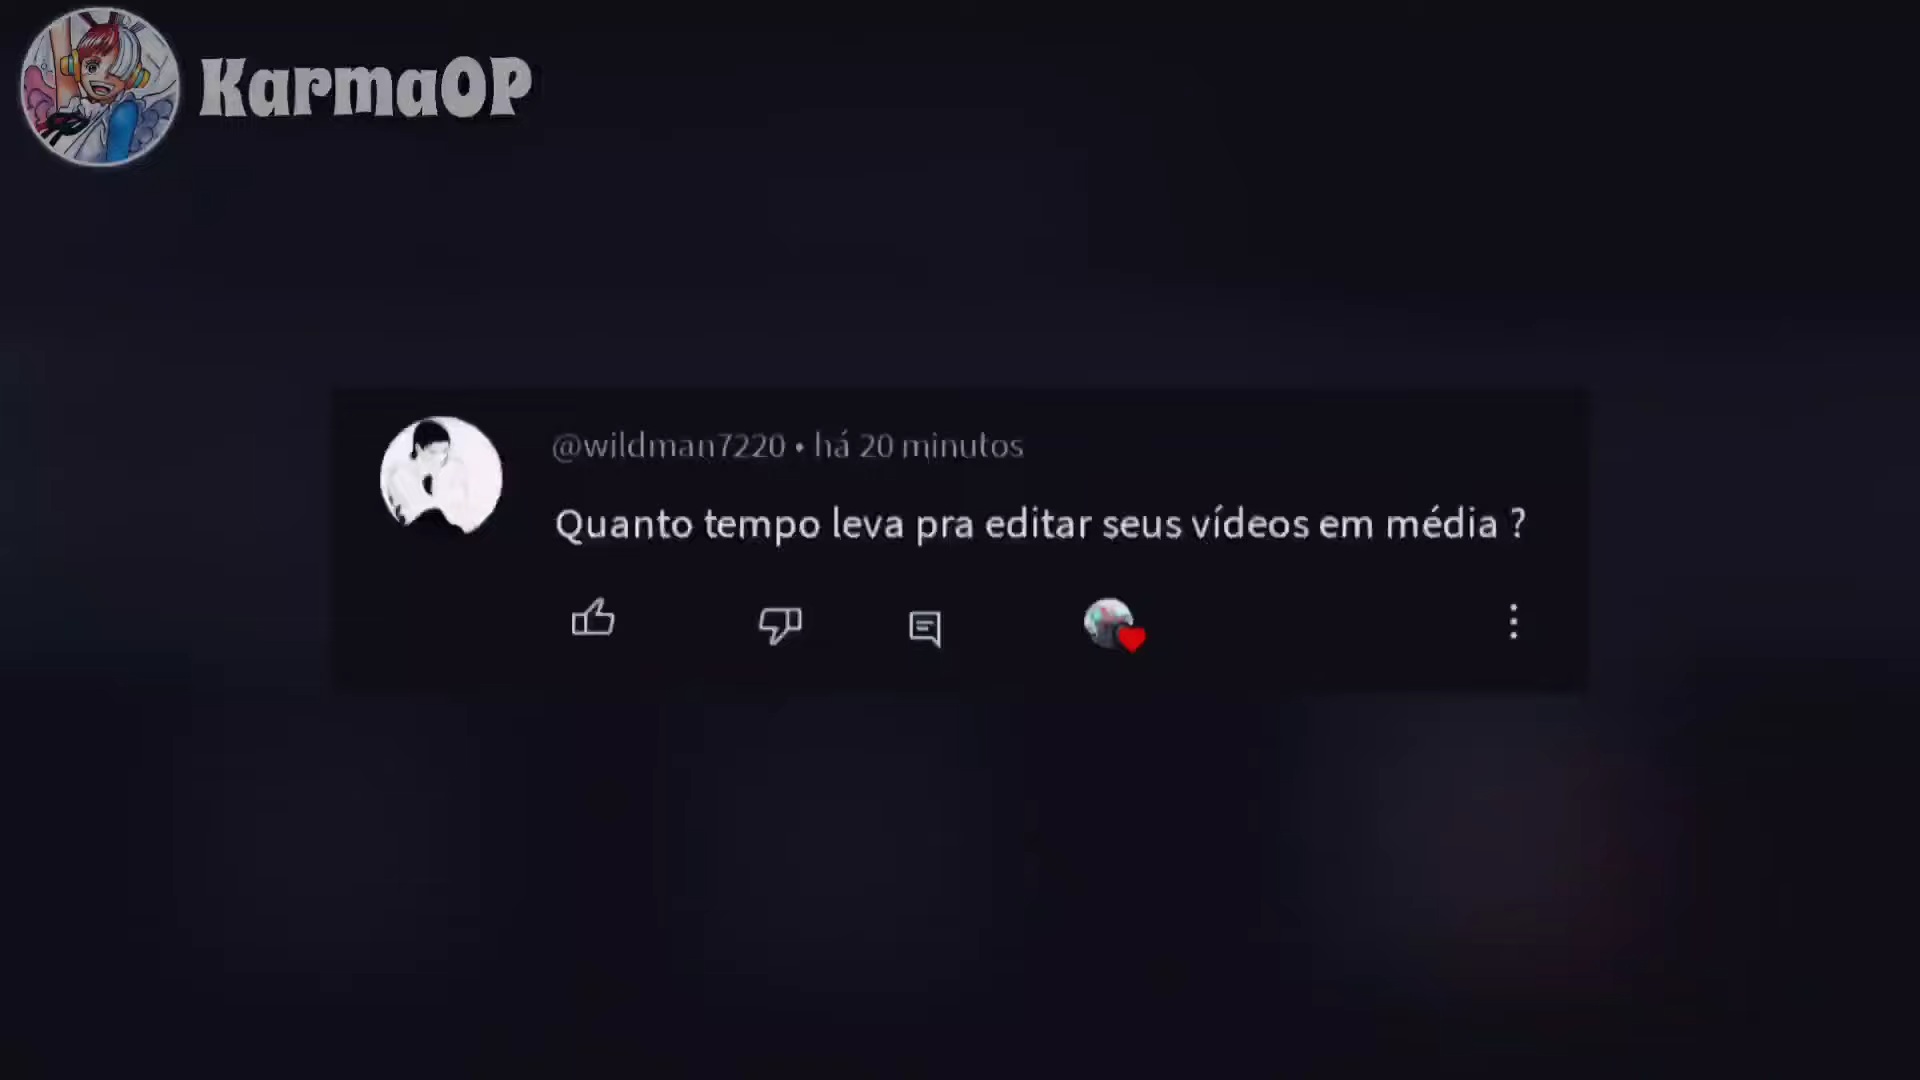 KarmaOP
@wildman7220 • há 20 minutos
Quanto tempo leva pra editar seus vídeos em média ?